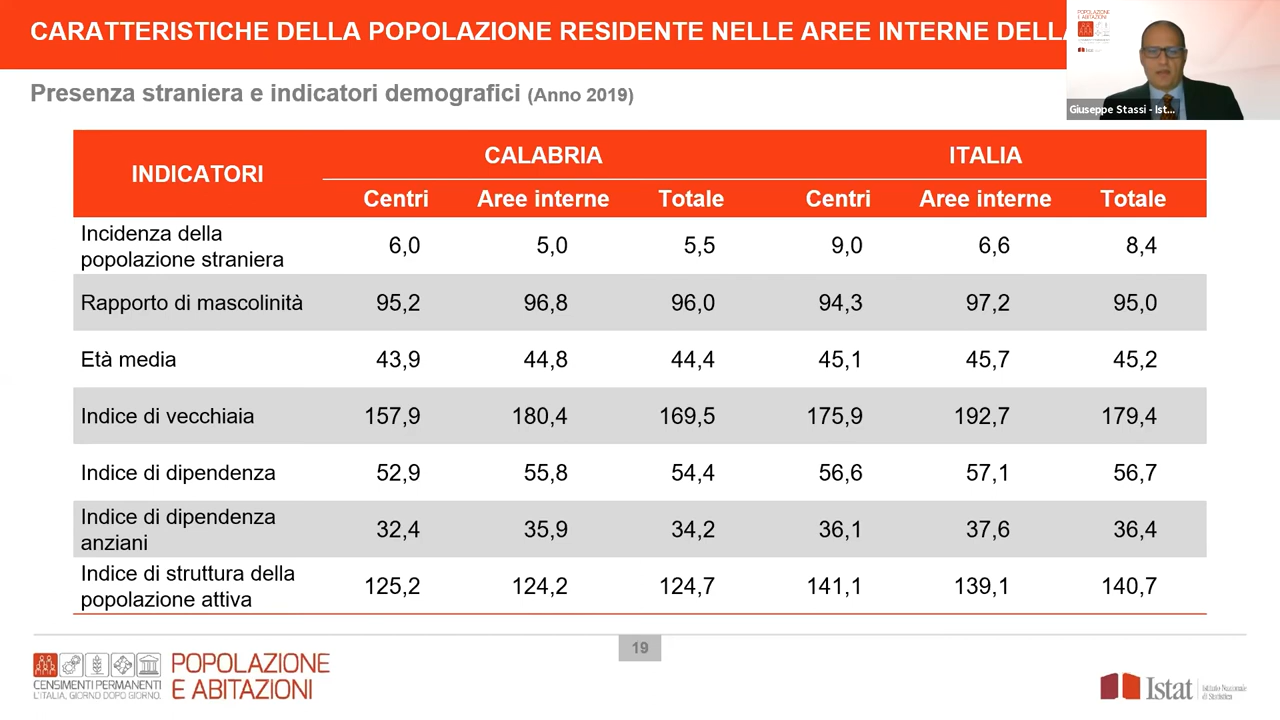 CARATTERISTICHE DELLA POPOLAZIONE RESIDENTE NELLE AREE INTERNE DELLA
POPOLAZIONE
E ABITAZIONI
Istat
Giuseppe Stassi - Ist...
Presenza straniera e indicatori demografici (Anno 2019)
INDICATORI CALABRIA ITALIA
Centri Aree interne Totale Centri Aree interne Totale
Incidenza della
popolazione straniera 6,0 5,0 5,5 9,0 6,6 8,4
Rapporto di mascolinità 95,2 96,8 96,0 94,3 97,2 95,0
Età media 43,9 44,8 44,4 45,1 45,7 45,2
Indice di vecchiaia 157,9 180,4 169,5 175,9 192,7 179,4
Indice di dipendenza 52,9 55,8 54,4 56,6 57,1 56,7
Indice di dipendenza
anziani 32,4 35,9 34,2 36,1 37,6 36,4
Indice di struttura della
popolazione attiva 125,2 124,2 124,7 141,1 139,1 140,7
19
CENSIMENTI PERMANENTI
L'ITALIA, GIORNO DOPO GIORNO.
POPOLAZIONE
E ABITAZIONI
Istat
Istituto Nazionale
di Statistica